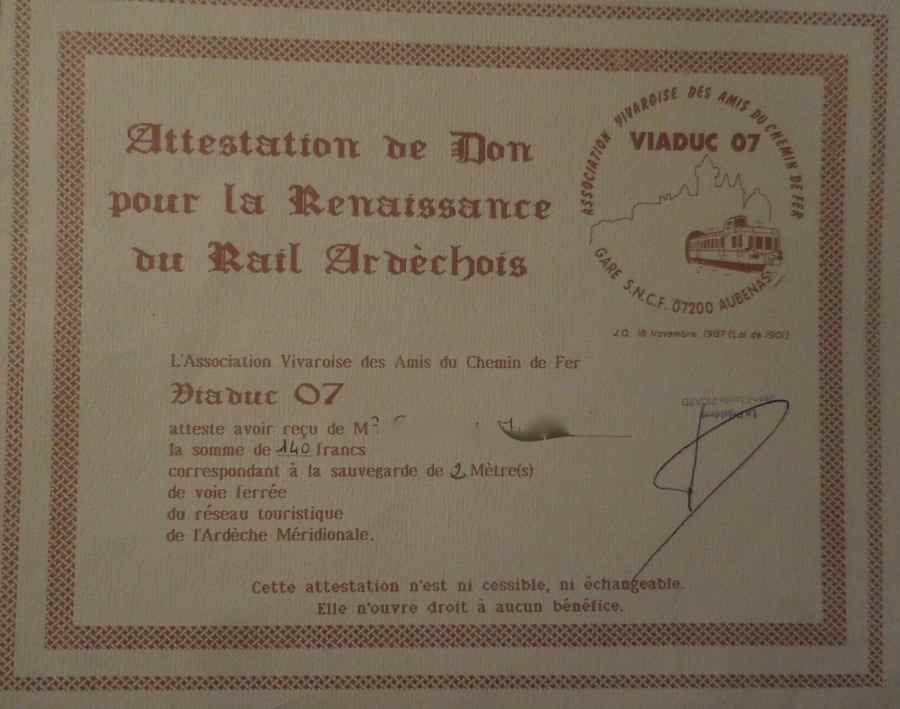 Attestation de Don
pour la Renaissance
du Rail Ardèchois
ASSOCIATION VIVAROISE DES AMIS DU CHEMIN DE FER
VIADUC 07
GARE S.N.C.F. 07200 AUBENAS
J.O. 18 Novembre 1987 (Loi de 1901)
L'Association Vivaroise des Amis du Chemin de Fer
Viaduc 07
atteste avoir reçu de M
la somme de 140 francs
correspondant à la sauvegarde de 2 Mètre(s)
de voie ferrée
du réseau touristique
de l'Ardèche Méridionale.
Cette attestation n'est ni cessible, ni échangeable.
Elle n'ouvre droit à aucun bénéfice.